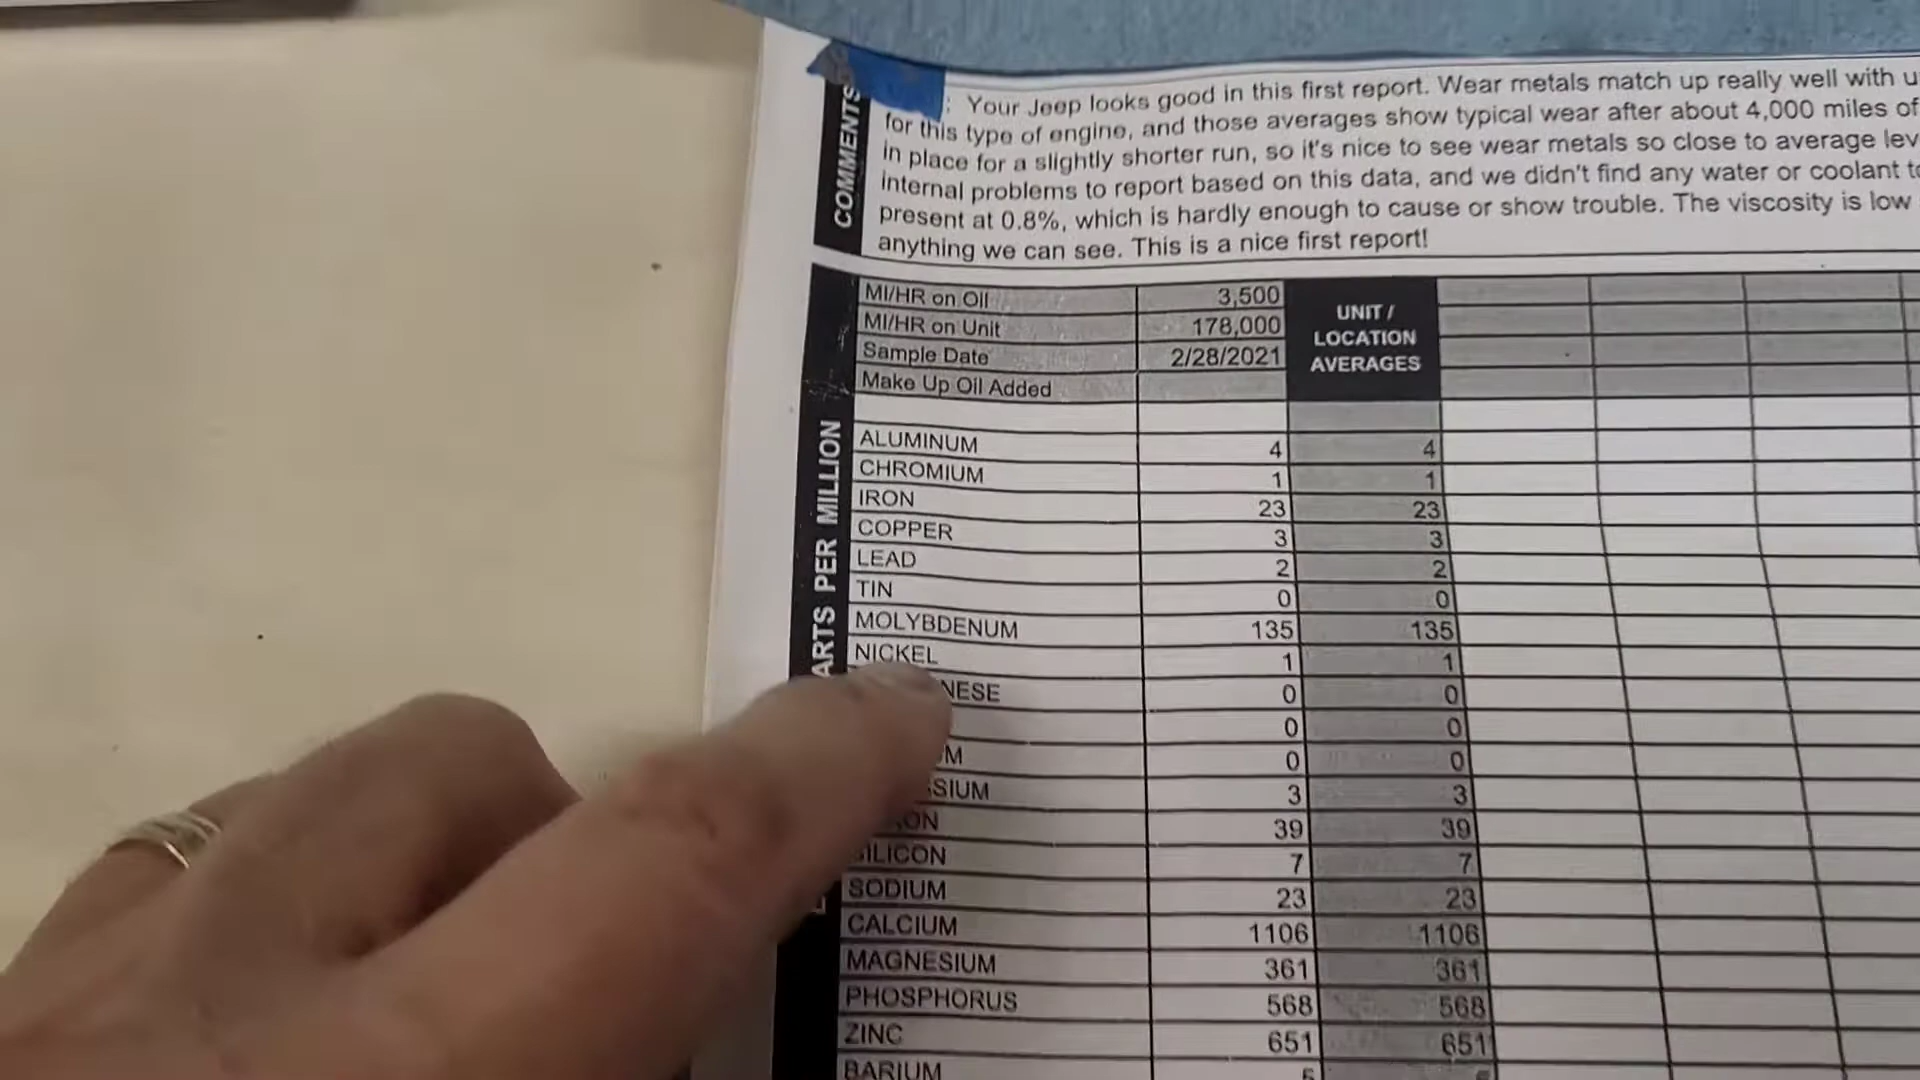 COMMENTS
: Your Jeep looks good in this first report. Wear metals match up really well with u
for this type of engine, and those averages show typical wear after about 4,000 miles of
in place for a slightly shorter run, so it's nice to see wear metals so close to average lev
internal problems to report based on this data, and we didn't find any water or coolant to
present at 0.8%, which is hardly enough to cause or show trouble. The viscosity is low
anything we can see. This is a nice first report!
MI/HR on Oil 3,500
MI/HR on Unit 178,000
Sample Date 2/28/2021
Make Up Oil Added
UNIT /
LOCATION
AVERAGES
ARTS PER MILLION
ALUMINUM 4 4
CHROMIUM 1 1
IRON 23 23
COPPER 3 3
LEAD 2 2
TIN 0 0
MOLYBDENUM 135 135
NICKEL 1 1
NESE 0 0
0 0
M 0 0
SIUM 3 3
ON 39 39
SILICON 7 7
SODIUM 23 23
CALCIUM 1106 1106
MAGNESIUM 361 361
PHOSPHORUS 568 568
ZINC 651 651
BARIUM